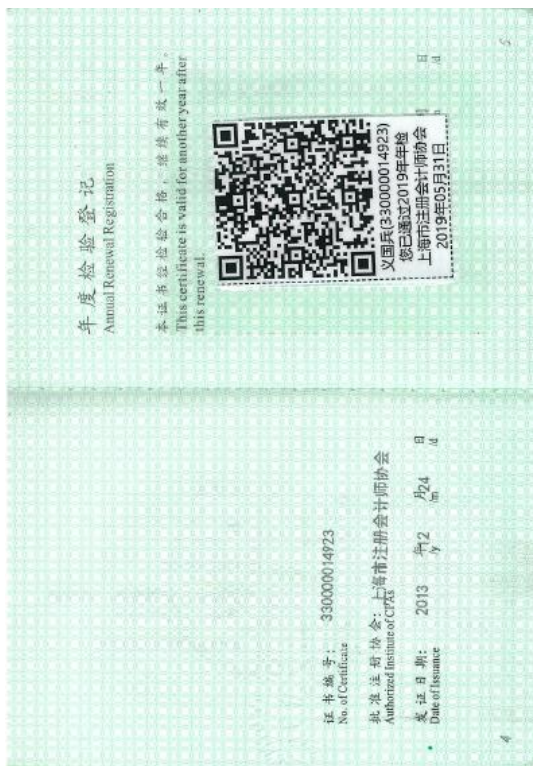 证书编号: 330000014923
No. of Certificate
批准注册协会: 上海市注册会计师协会
Authorized Institute of CPAs
发证日期: 2013 年12 月24 日
Date of Issuance /y /m /d
4
年度检验登记
Annual Renewal Registration
本证书经检验合格，继续有效一年。
This certificate is valid for another year after
this renewal.
义国兵(330000014923)
您已通过2019年年检
上海市注册会计师协会
2019年05月31日
日
/d
5